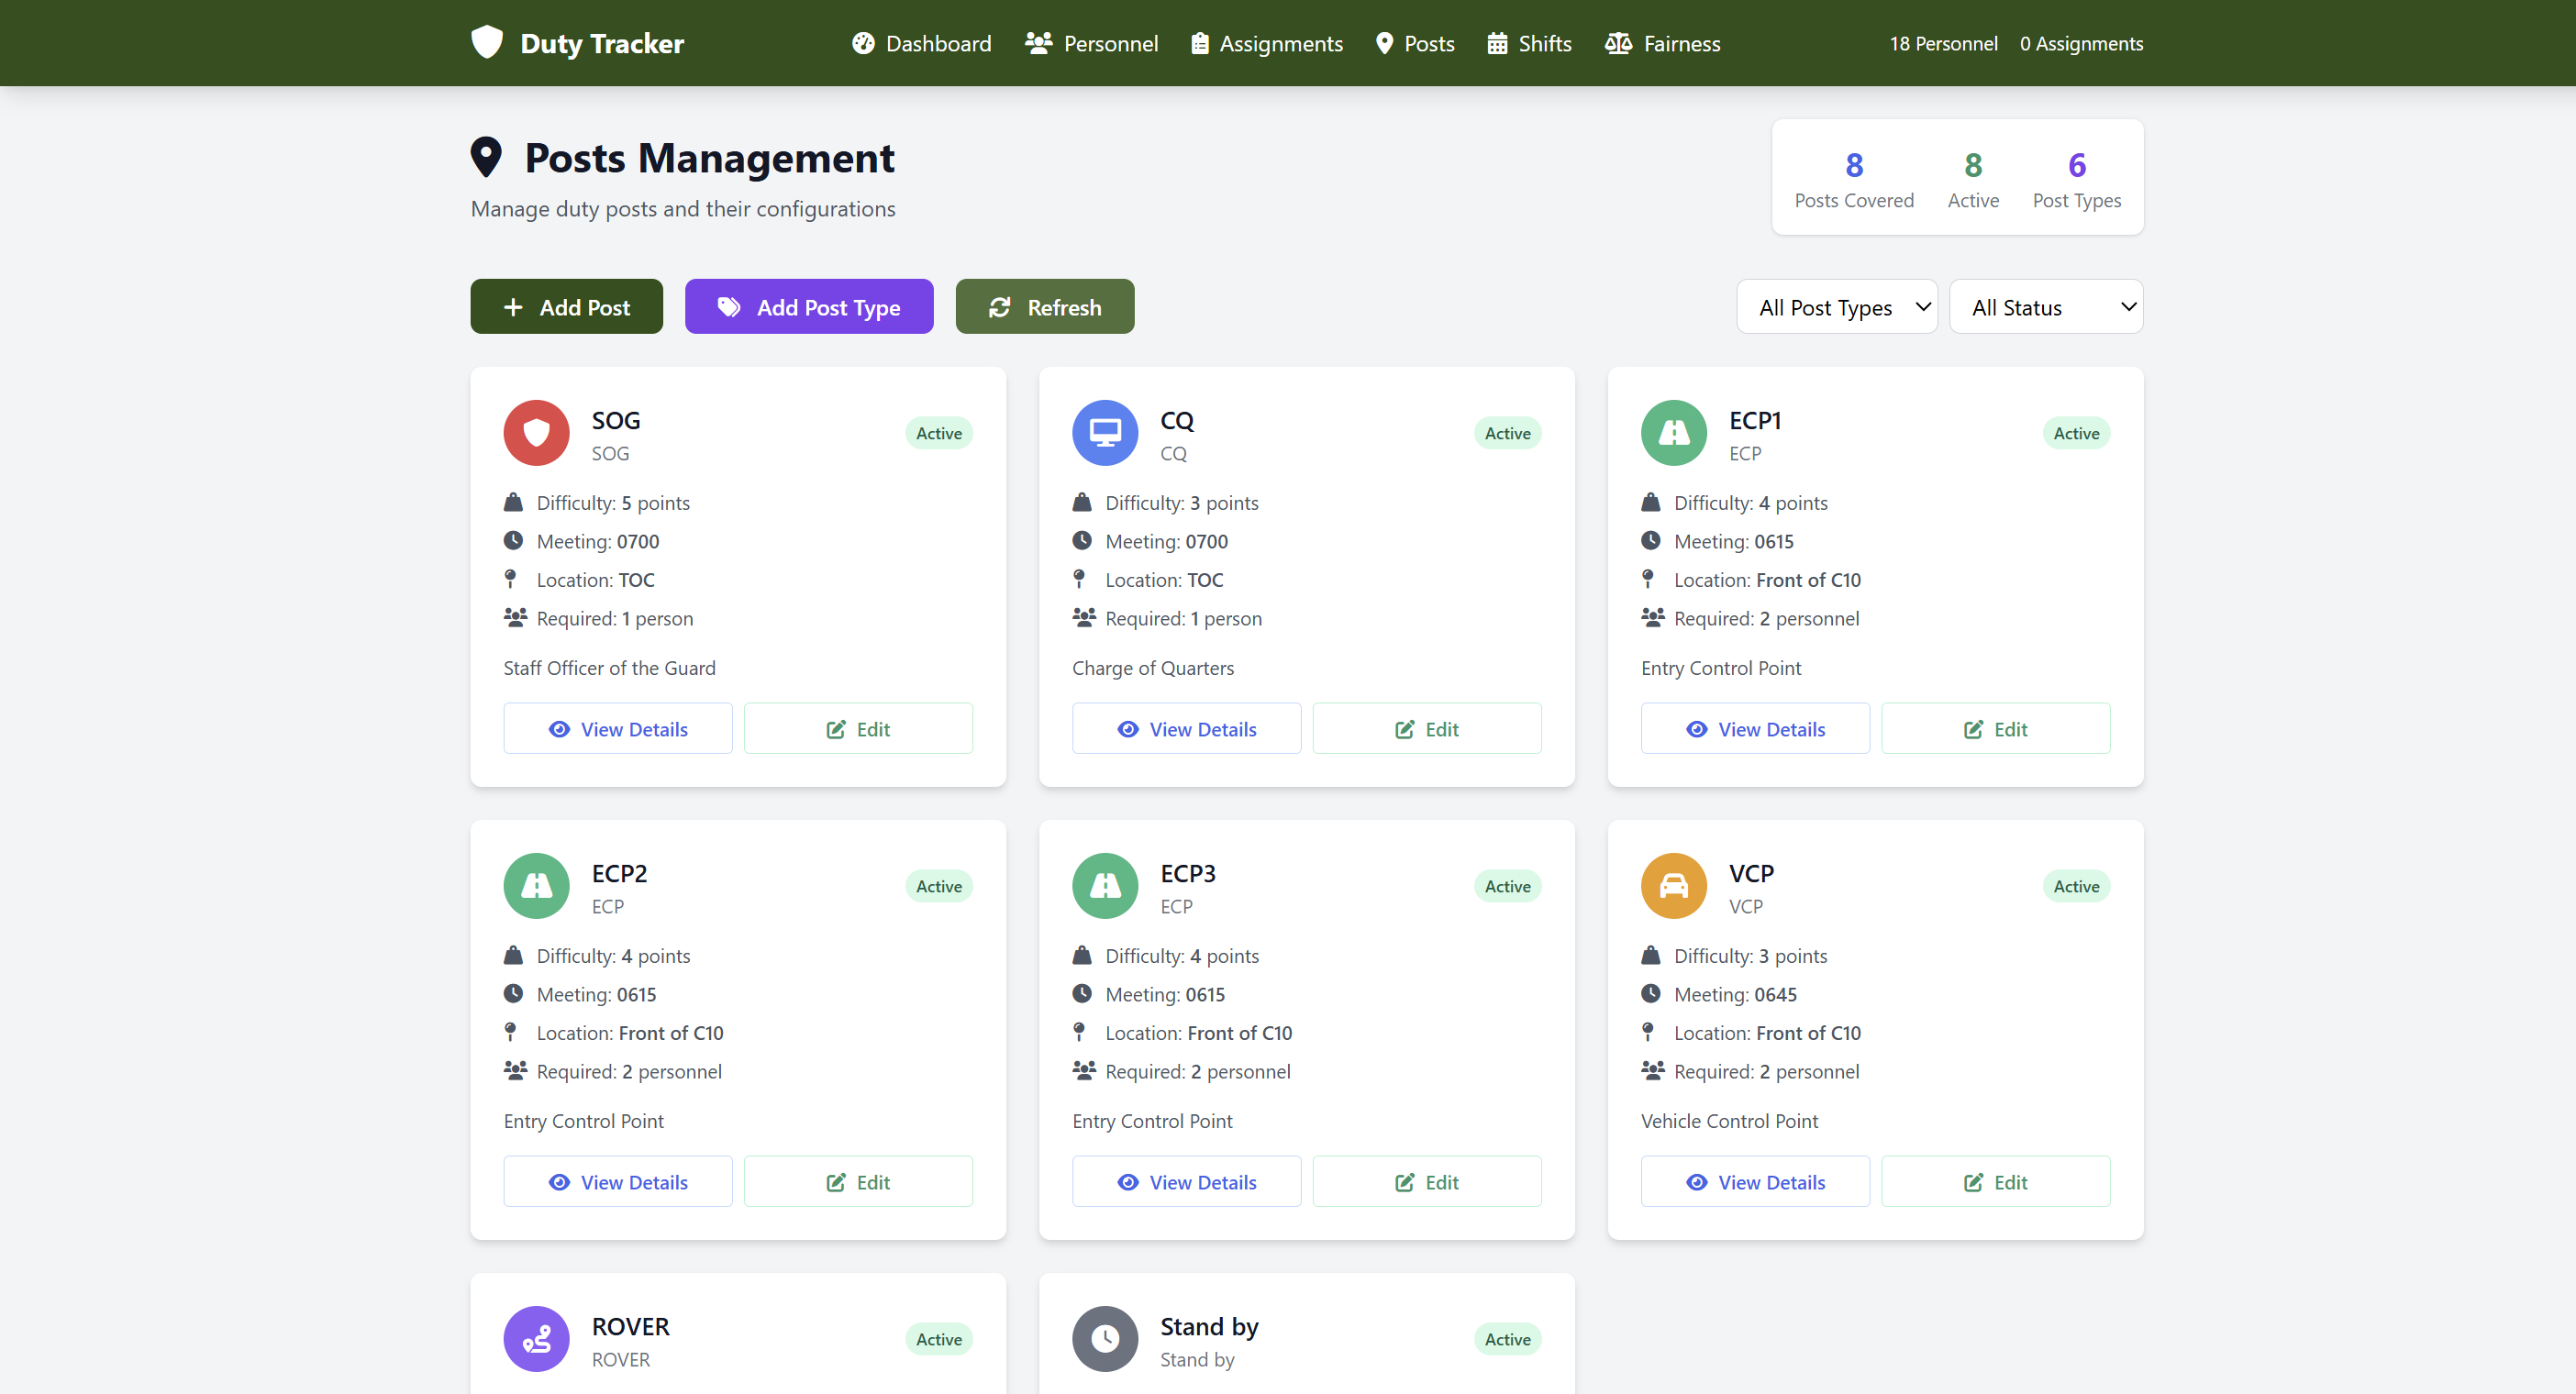 Duty Tracker
Dashboard
Personnel
Assignments
Posts
Shifts
Fairness
18 Personnel
0 Assignments
Posts Management
Manage duty posts and their configurations
8
Posts Covered
8
Active
6
Post Types
Add Post
Add Post Type
Refresh
All Post Types
All Status
SOG
SOG
Active
Difficulty: 5 points
Meeting: 0700
Location: TOC
Required: 1 person
Staff Officer of the Guard
View Details
Edit
CQ
CQ
Active
Difficulty: 3 points
Meeting: 0700
Location: TOC
Required: 1 person
Charge of Quarters
View Details
Edit
ECP1
ECP
Active
Difficulty: 4 points
Meeting: 0615
Location: Front of C10
Required: 2 personnel
Entry Control Point
View Details
Edit
ECP2
ECP
Active
Difficulty: 4 points
Meeting: 0615
Location: Front of C10
Required: 2 personnel
Entry Control Point
View Details
Edit
ECP3
ECP
Active
Difficulty: 4 points
Meeting: 0615
Location: Front of C10
Required: 2 personnel
Entry Control Point
View Details
Edit
VCP
VCP
Active
Difficulty: 3 points
Meeting: 0645
Location: Front of C10
Required: 2 personnel
Vehicle Control Point
View Details
Edit
ROVER
ROVER
Active
Stand by
Stand by
Active